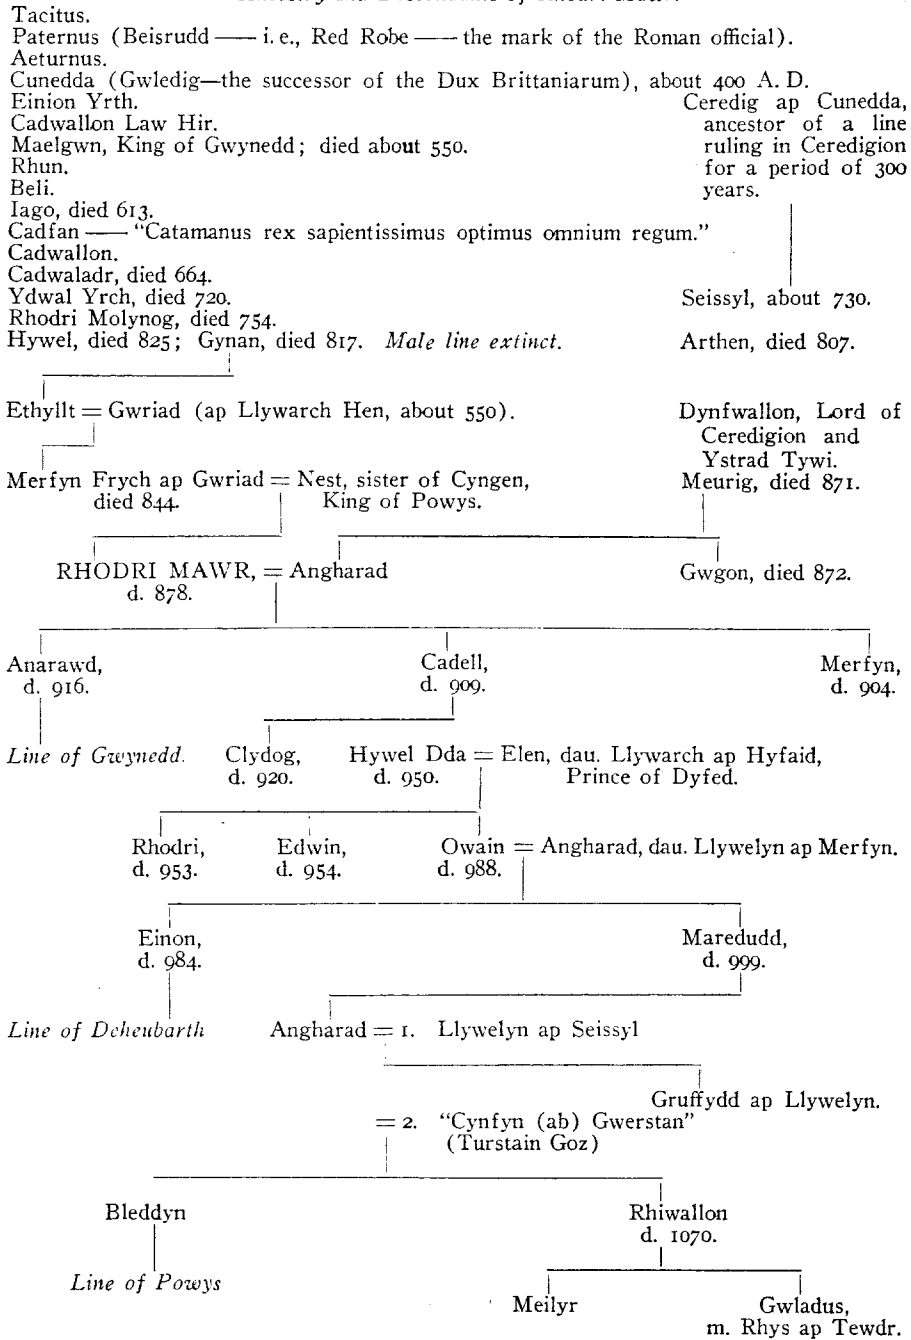 Tacitus.
Paternus (Beisrudd —— i. e., Red Robe —— the mark of the Roman official).
Aeturnus.
Cunedda (Gwledig—the successor of the Dux Brittaniarum), about 400 A. D.
Einion Yrth.
Cadwallon Law Hir.
Maelgwn, King of Gwynedd; died about 550.
Rhun.
Beli.
Iago, died 613.
Ceredig ap Cunedda,
ancestor of a line
ruling in Ceredigion
for a period of 300
years.
Cadfan —— "Catamanus rex sapientissimus optimus omnium regum."
Cadwallon.
Cadwaladr, died 664.
Ydwal Yrch, died 720.
Seissyl, about 730.
Rhodri Molynog, died 754.
Hywel, died 825; Gynan, died 817. Male line extinct.
Arthen, died 807.
Ethyllt = Gwriad (ap Llywarch Hen, about 550).
Dynfwallon, Lord of
Ceredigion and
Ystrad Tywi.
Merfyn Frych ap Gwriad = Nest, sister of Cyngen,
died 844. King of Powys.
Meurig, died 871.
RHODRI MAWR, = Angharad
d. 878.
Gwgon, died 872.
Anarawd,
d. 916.
Cadell,
d. 909.
Merfyn,
d. 904.
Line of Gwynedd.
Clydog,
d. 920.
Hywel Dda = Elen, dau. Llywarch ap Hyfaid,
d. 950. Prince of Dyfed.
Rhodri,
d. 953.
Edwin,
d. 954.
Owain = Angharad, dau. Llywelyn ap Merfyn.
d. 988.
Einon,
d. 984.
Maredudd,
d. 999.
Line of Deheubarth
Angharad = 1. Llywelyn ap Seissyl
Gruffydd ap Llywelyn.
= 2. "Cynfyn (ab) Gwerstan"
(Turstain Goz)
Bleddyn
Rhiwallon
d. 1070.
Line of Powys
Meilyr
Gwladus,
m. Rhys ap Tewdr.